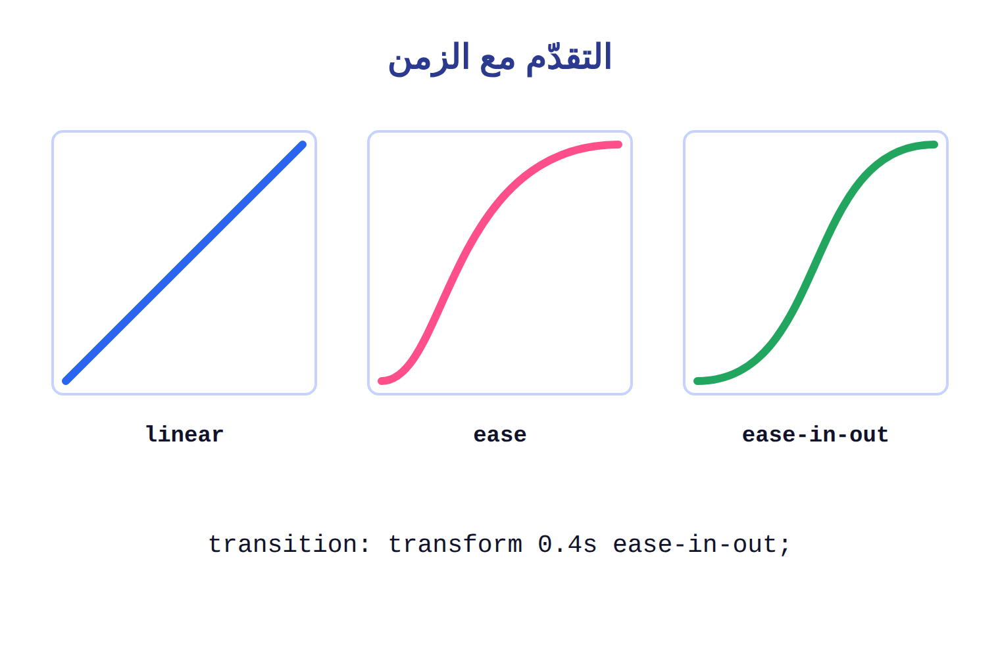 التقدّم مع الزمن
linear
ease
ease-in-out
transition: transform 0.4s ease-in-out;